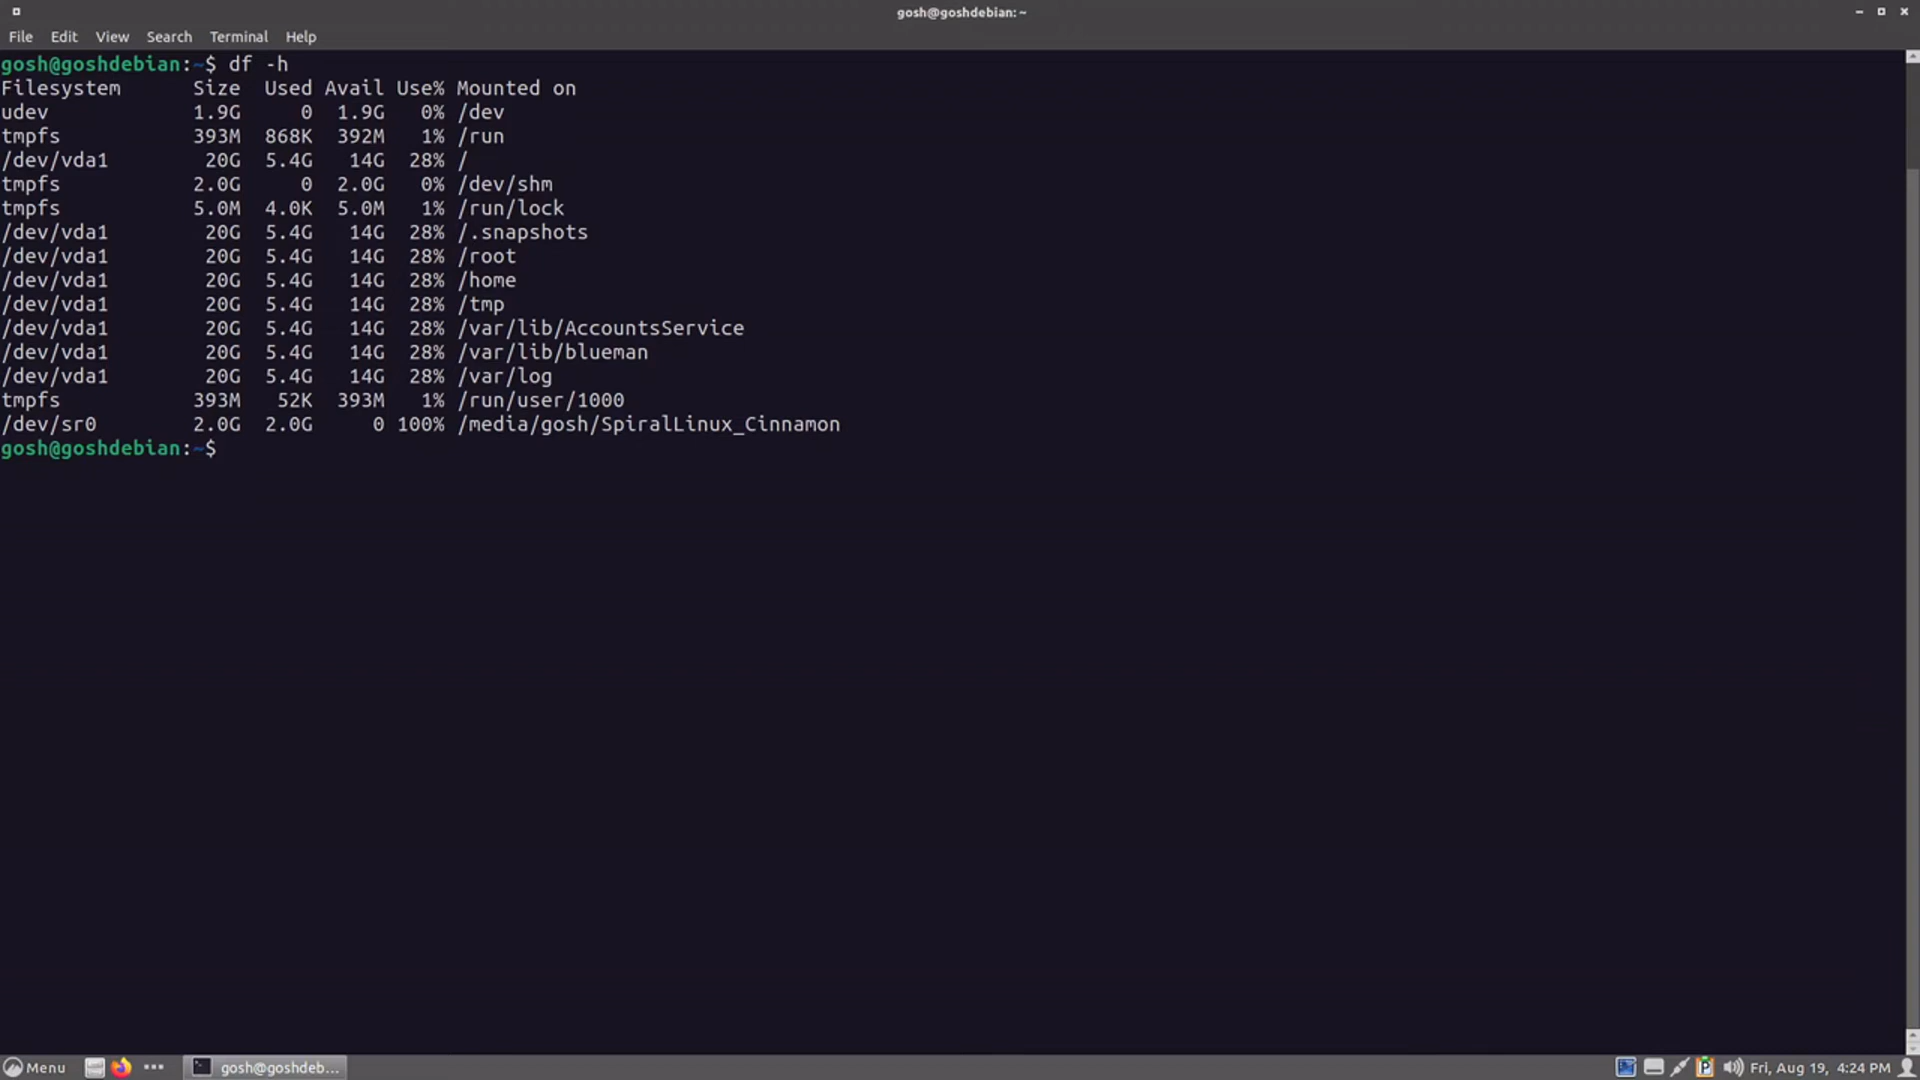 gosh@goshdebian: ~
File Edit View Search Terminal Help
gosh@goshdebian:~$ df -h
Filesystem      Size  Used Avail Use% Mounted on
udev            1.9G     0  1.9G   0% /dev
tmpfs           393M  868K  392M   1% /run
/dev/vda1        20G  5.4G   14G  28% /
tmpfs           2.0G     0  2.0G   0% /dev/shm
tmpfs           5.0M  4.0K  5.0M   1% /run/lock
/dev/vda1        20G  5.4G   14G  28% /.snapshots
/dev/vda1        20G  5.4G   14G  28% /root
/dev/vda1        20G  5.4G   14G  28% /home
/dev/vda1        20G  5.4G   14G  28% /tmp
/dev/vda1        20G  5.4G   14G  28% /var/lib/AccountsService
/dev/vda1        20G  5.4G   14G  28% /var/lib/blueman
/dev/vda1        20G  5.4G   14G  28% /var/log
tmpfs           393M   52K  393M   1% /run/user/1000
/dev/sr0        2.0G  2.0G     0 100% /media/gosh/SpiralLinux_Cinnamon
gosh@goshdebian:~$
Menu gosh@goshdeb... P Fri, Aug 19, 4:24 PM